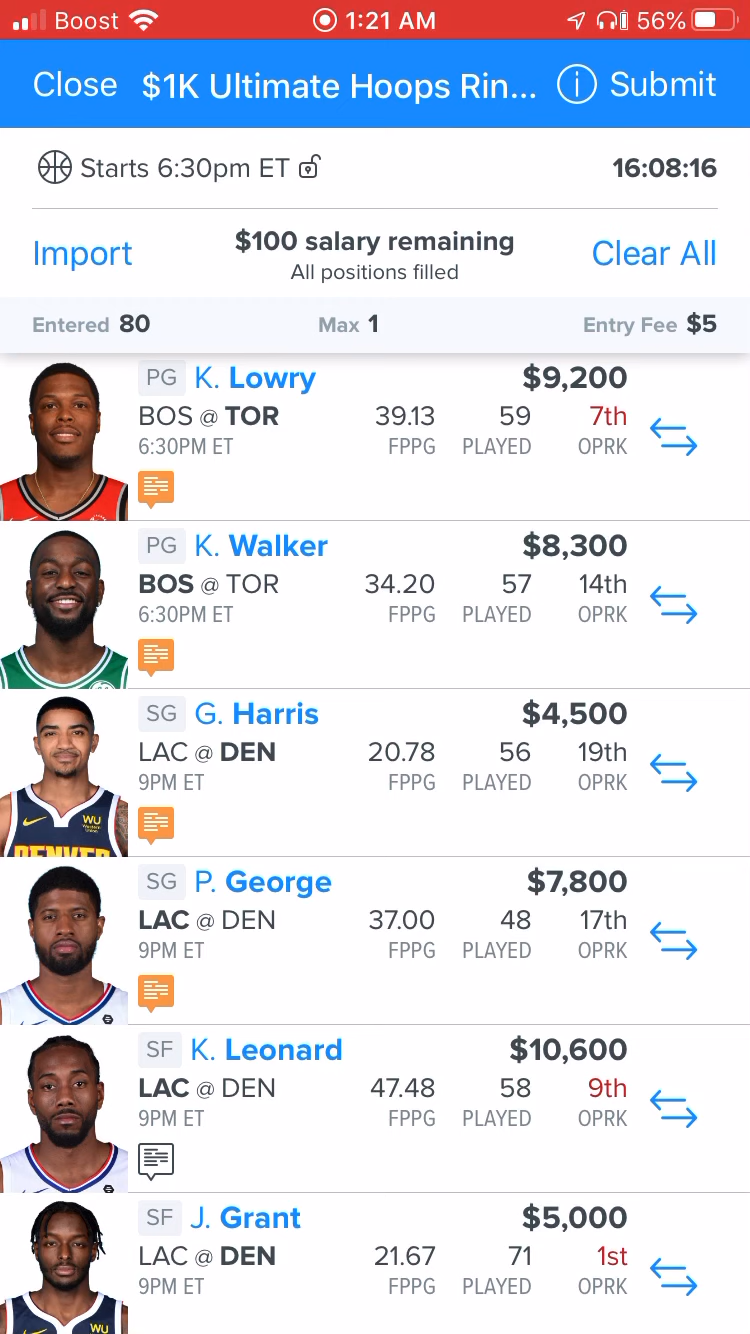 Boost 1:21 AM 56%
Close $1K Ultimate Hoops Rin... i Submit
Starts 6:30pm ET 16:08:16
Import $100 salary remaining Clear All
All positions filled
Entered 80 Max 1 Entry Fee $5
PG K. Lowry $9,200
BOS @ TOR 39.13 59 7th
6:30PM ET FPPG PLAYED OPRK
PG K. Walker $8,300
BOS @ TOR 34.20 57 14th
6:30PM ET FPPG PLAYED OPRK
SG G. Harris $4,500
LAC @ DEN 20.78 56 19th
9PM ET FPPG PLAYED OPRK
WU
DENVER
SG P. George $7,800
LAC @ DEN 37.00 48 17th
9PM ET FPPG PLAYED OPRK
SF K. Leonard $10,600
LAC @ DEN 47.48 58 9th
9PM ET FPPG PLAYED OPRK
SF J. Grant $5,000
LAC @ DEN 21.67 71 1st
9PM ET FPPG PLAYED OPRK
WU